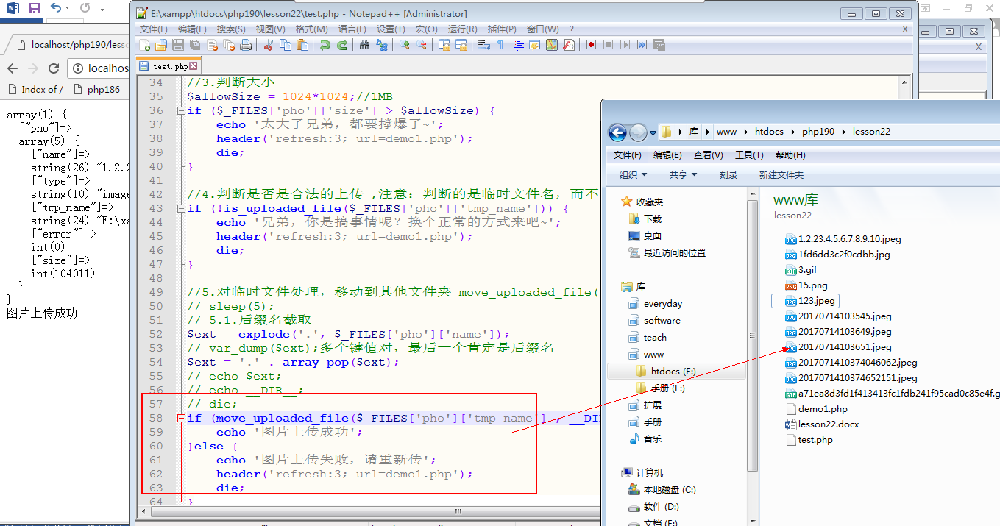 E:\xampp\htdocs\php190\lesson22\test.php - Notepad++ [Administrator]
文件(F) 编辑(E) 搜索(S) 视图(V) 格式(M) 语言(L) 设置(T) 宏(O) 运行(R) 插件(P) 窗口(W) ? X
X
test.php
localhost/php190/less
localhos
Index of / php186
array(1) {
["pho"]=>
array(5) {
["name"]=>
string(26) "1.2.2
["type"]=>
string(10) "image
["tmp_name"]=>
string(24) "E:\xa
["error"]=>
int(0)
["size"]=>
int(104011)
}
}
图片上传成功
34 //3.判断大小
35 $allowSize = 1024*1024;//1MB
36 if ($_FILES['pho']['size'] > $allowSize) {
37 echo '太大了兄弟，都要撑爆了~';
38 header('refresh:3; url=demo1.php');
39 die;
40 }
41
42 //4.判断是否是合法的上传 ,注意：判断的是临时文件名，而不
43 if (!is_uploaded_file($_FILES['pho']['tmp_name'])) {
44 echo '兄弟，你是搞事情呢？换个正常的方式来吧~';
45 header('refresh:3; url=demo1.php');
46 die;
47 }
48
49 //5.对临时文件处理，移动到其他文件夹 move_uploaded_file(
50 // sleep(5);
51 // 5.1.后缀名截取
52 $ext = explode('.', $_FILES['pho']['name']);
53 // var_dump($ext);多个键值对，最后一个肯定是后缀名
54 $ext = '.' . array_pop($ext);
55 // echo $ext;
56 // echo __DIR__;
57 // die;
58 if (move_uploaded_file($_FILES['pho']['tmp_name'] , __DI
59 echo '图片上传成功';
60 }else {
61 echo '图片上传失败，请重新传';
62 header('refresh:3; url=demo1.php');
63 die;
64 }
库 www htdocs php190 lesson22
文件(F) 编辑(E) 查看(V) 工具(T) 帮助(H)
组织 共享 刻录 新建文件夹
收藏夹
下载
桌面
最近访问的位置
库
everyday
software
teach
www
htdocs (E:)
手册 (E:)
扩展
手册
音乐
计算机
本地磁盘 (C:)
软件 (D:)
文档 (E:)
www库
lesson22
1.2.23.4.5.6.7.8.9.10.jpeg
1fd6dd3c2f0cdbb.jpg
3.gif
15.png
123.jpeg
20170714103545.jpeg
20170714103649.jpeg
20170714103651.jpeg
2017071410374046062.jpeg
2017071410374652151.jpeg
a71ea8d3fd1f413413fc1fdb241f95cad0c85e4f.g
demo1.php
lesson22.docx
test.php